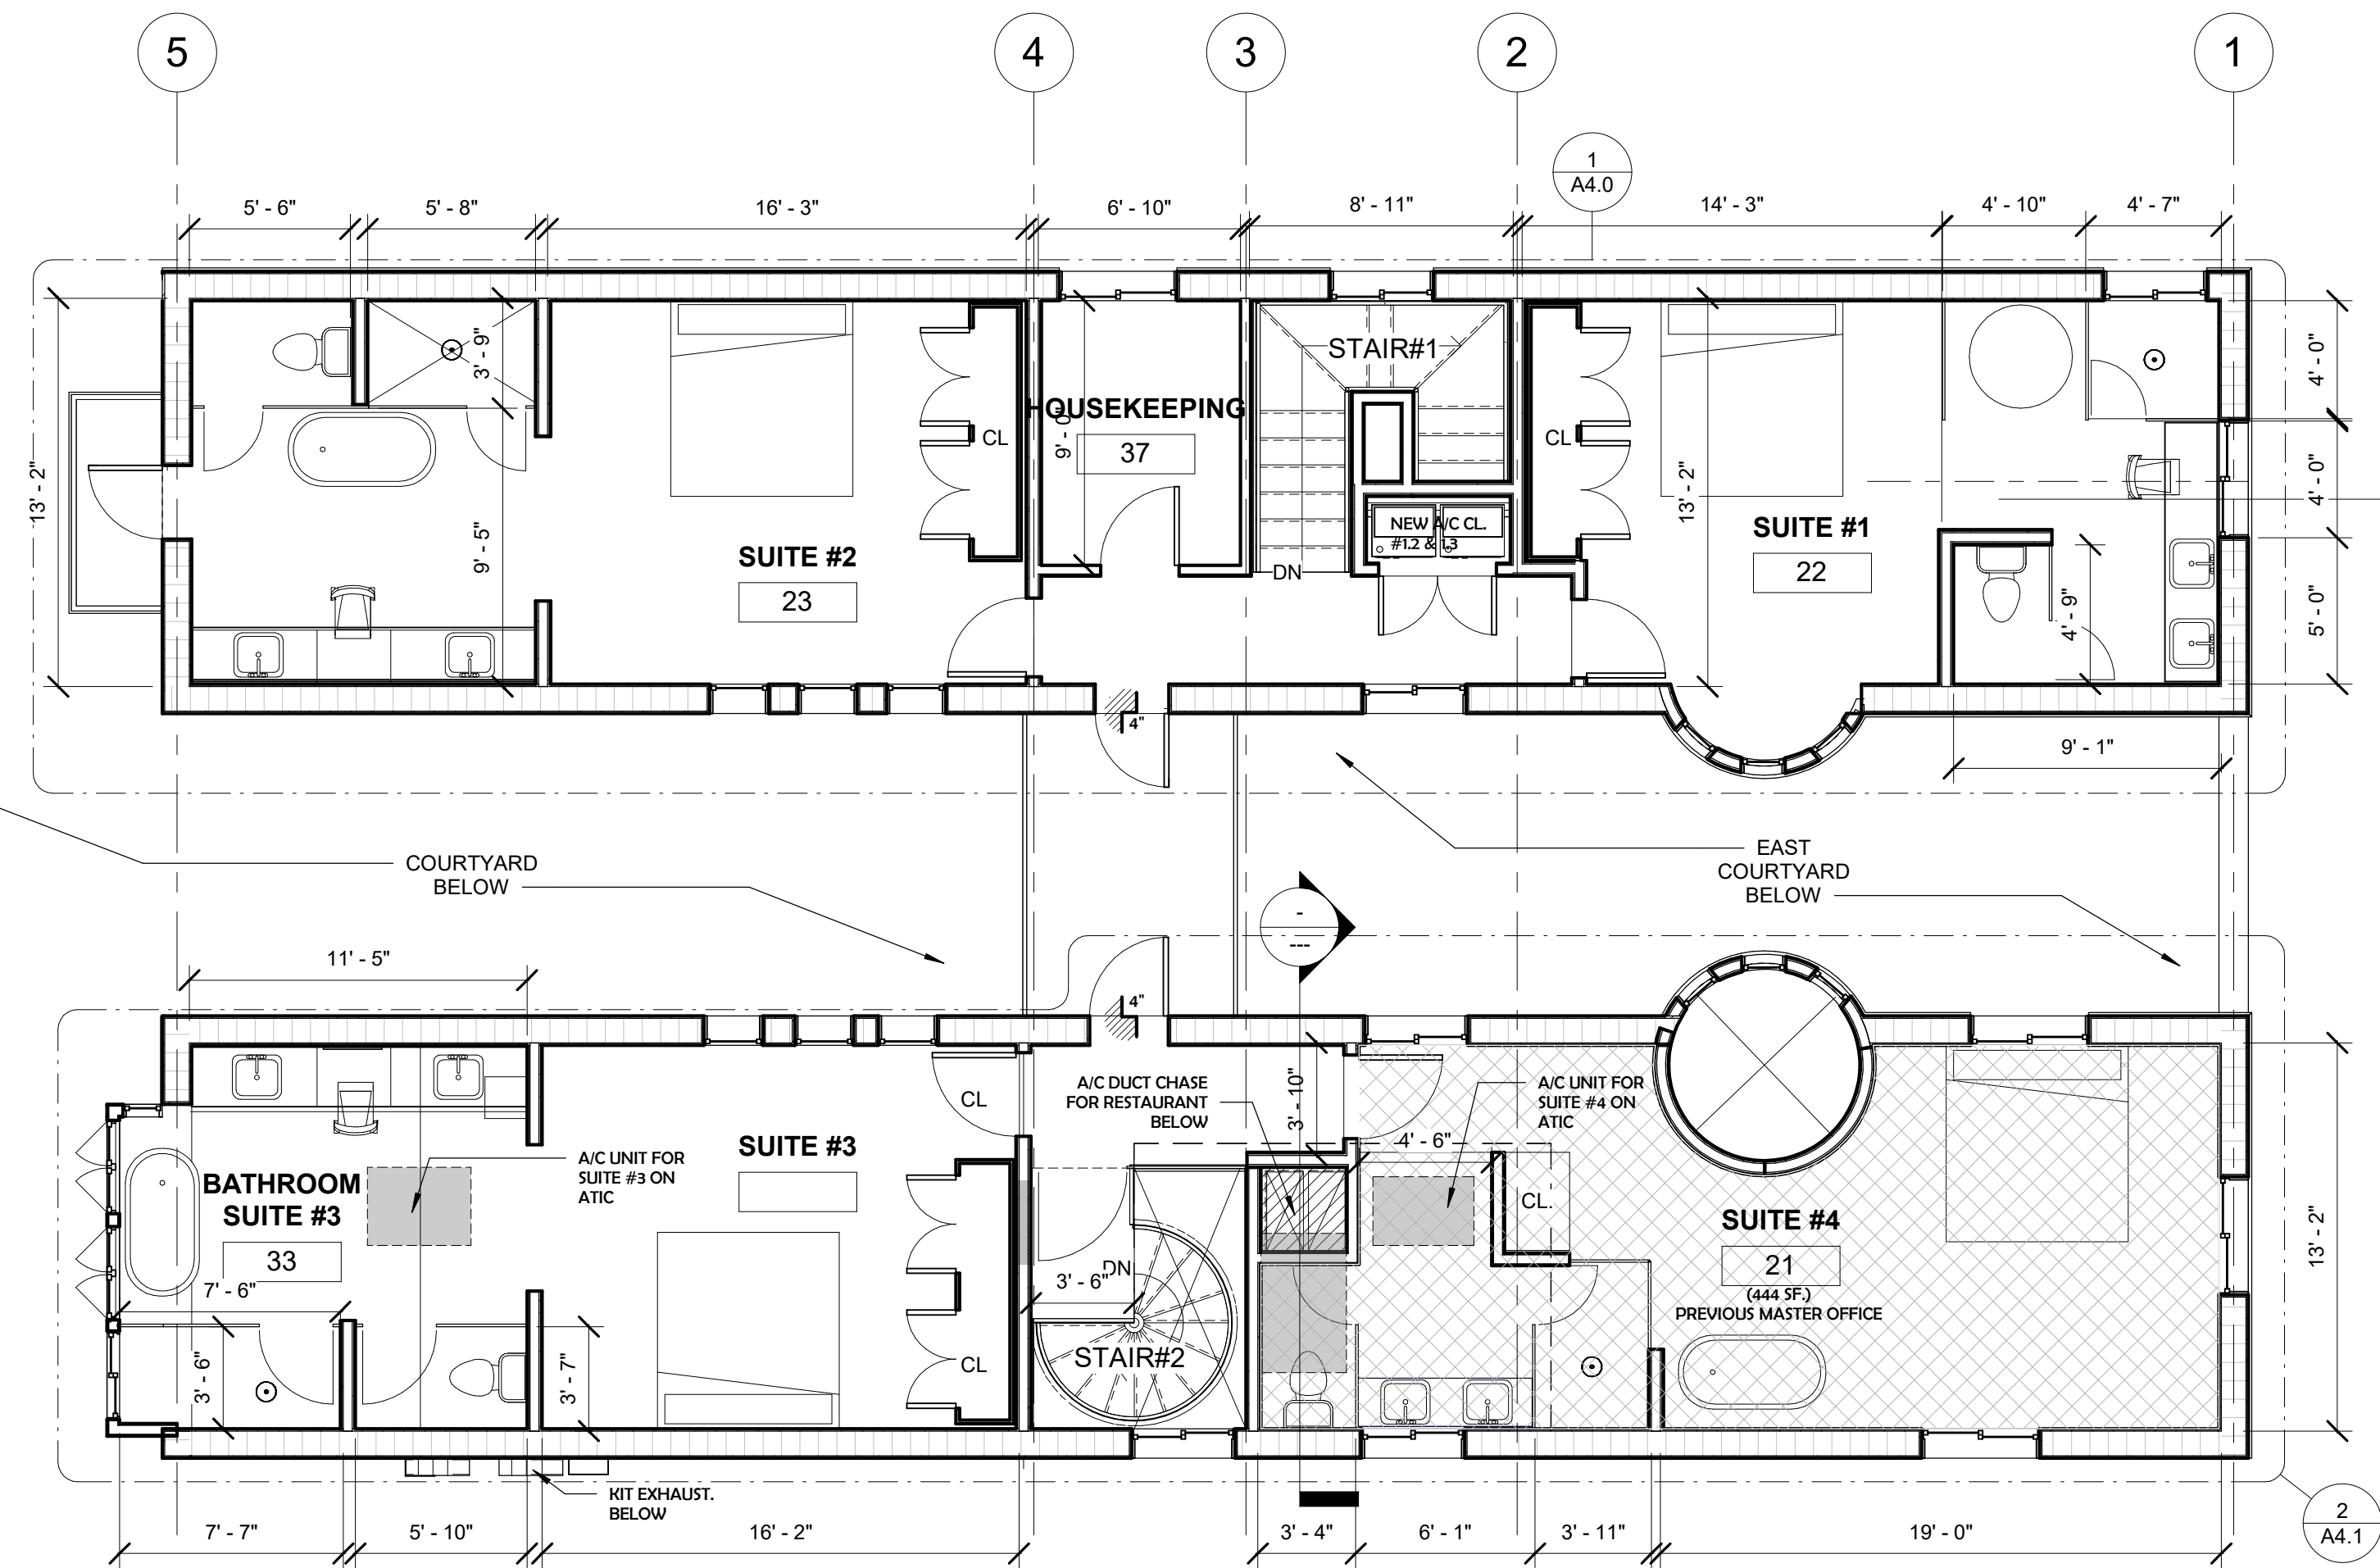 5
4
3
2
1
1
A4.0
5' - 6"
5' - 8"
16' - 3"
6' - 10"
8' - 11"
14' - 3"
4' - 10"
4' - 7"
13' - 2"
3' - 9"
9' - 5"
SUITE #2
23
CL
HOUSEKEEPING
9' - 0"
37
STAIR#1
NEW A/C CL.
#1.2 & 1.3
DN
CL
13' - 2"
SUITE #1
22
4' - 9"
4' - 0"
4' - 0"
5' - 0"
4"
9' - 1"
COURTYARD
BELOW
EAST
COURTYARD
BELOW
-
---
11' - 5"
4"
BATHROOM
SUITE #3
33
7' - 6"
3' - 6"
A/C UNIT FOR
SUITE #3 ON
ATIC
3' - 7"
SUITE #3
CL
CL
A/C DUCT CHASE
FOR RESTAURANT
BELOW
3' - 10"
4' - 6"
A/C UNIT FOR
SUITE #4 ON
ATIC
CL.
DN
3' - 6"
STAIR#2
SUITE #4
21
(444 SF.)
PREVIOUS MASTER OFFICE
13' - 2"
KIT EXHAUST.
BELOW
7' - 7"
5' - 10"
16' - 2"
3' - 4"
6' - 1"
3' - 11"
19' - 0"
2
A4.1